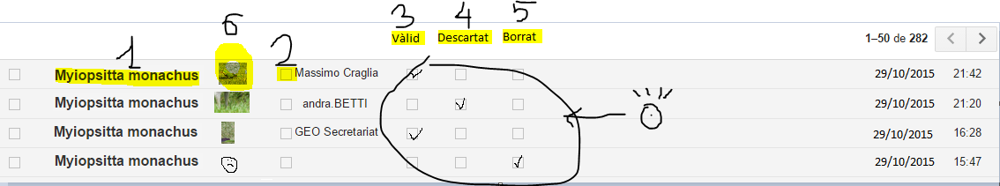 6 3 4 5
Vàlid Descartat Borrat 1–50 de 282
1 2
Myiopsitta monachus Massimo Craglia 29/10/2015 21:42
Myiopsitta monachus andra.BETTI 29/10/2015 21:20
Myiopsitta monachus GEO Secretariat 29/10/2015 16:28
Myiopsitta monachus 29/10/2015 15:47